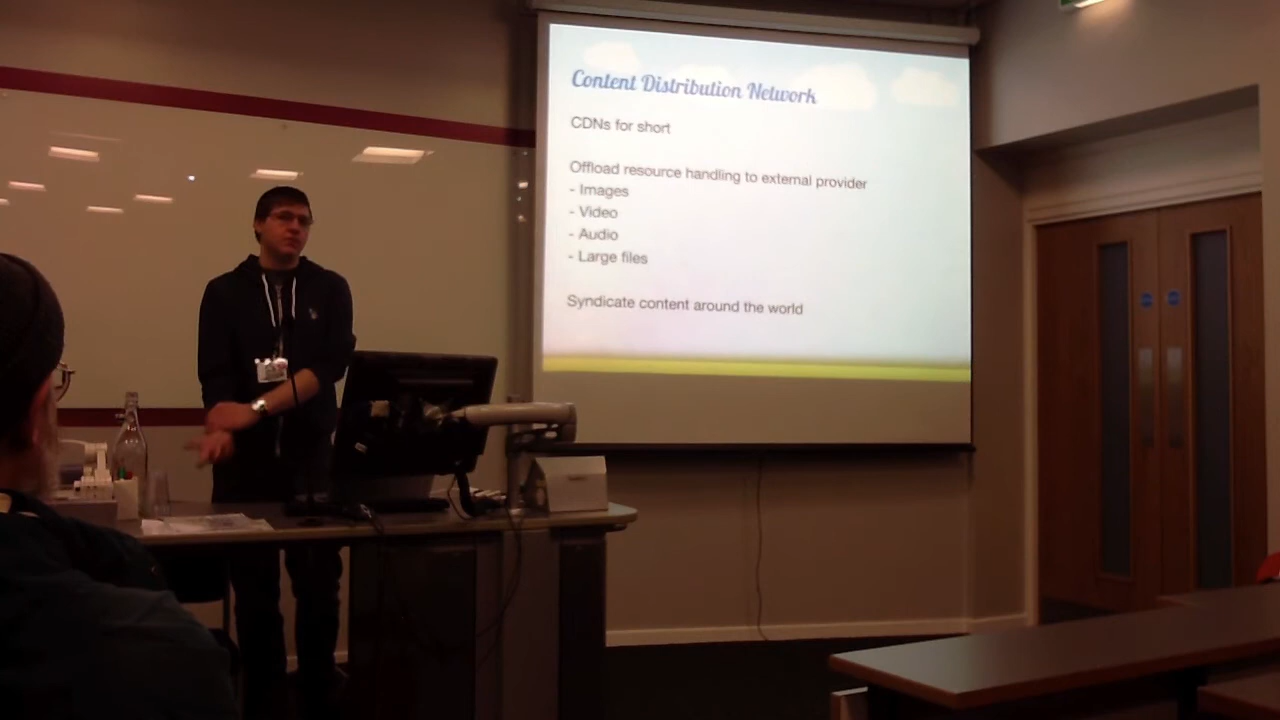 Content Distribution Network
CDNs for short
Offload resource handling to external provider
- Images
- Video
- Audio
- Large files
Syndicate content around the world